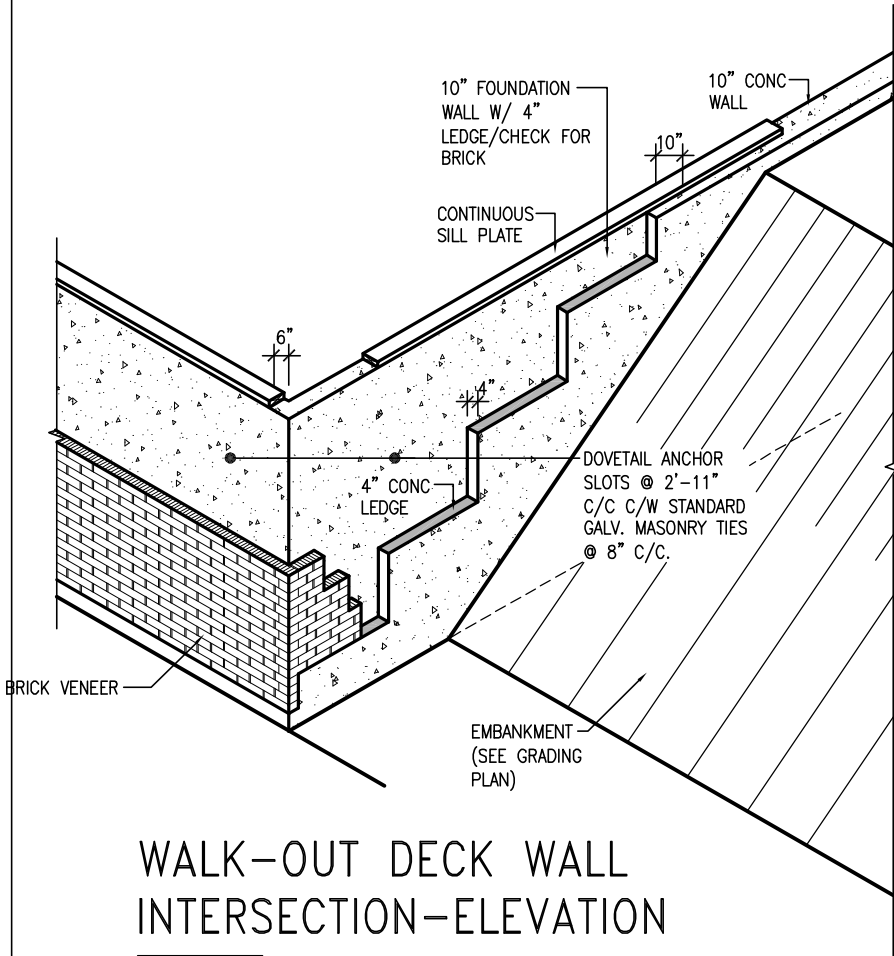 10" FOUNDATION
WALL W/ 4"
LEDGE/CHECK FOR
BRICK
10" CONC
WALL
10"
CONTINUOUS
SILL PLATE
6"
4"
4" CONC
LEDGE
DOVETAIL ANCHOR
SLOTS @ 2'-11"
C/C C/W STANDARD
GALV. MASONRY TIES
@ 8" C/C.
BRICK VENEER
EMBANKMENT
(SEE GRADING
PLAN)
WALK-OUT DECK WALL
INTERSECTION-ELEVATION